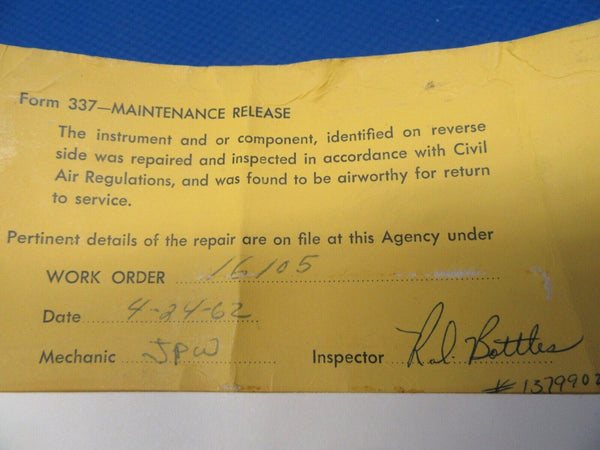 Form 337—MAINTENANCE RELEASE
The instrument and or component, identified on reverse
side was repaired and inspected in accordance with Civil
Air Regulations, and was found to be airworthy for return
to service.
Pertinent details of the repair are on file at this Agency under
WORK ORDER 16105
Date 4-24-62
Mechanic JPW Inspector R.L. Bottles
# 1379902